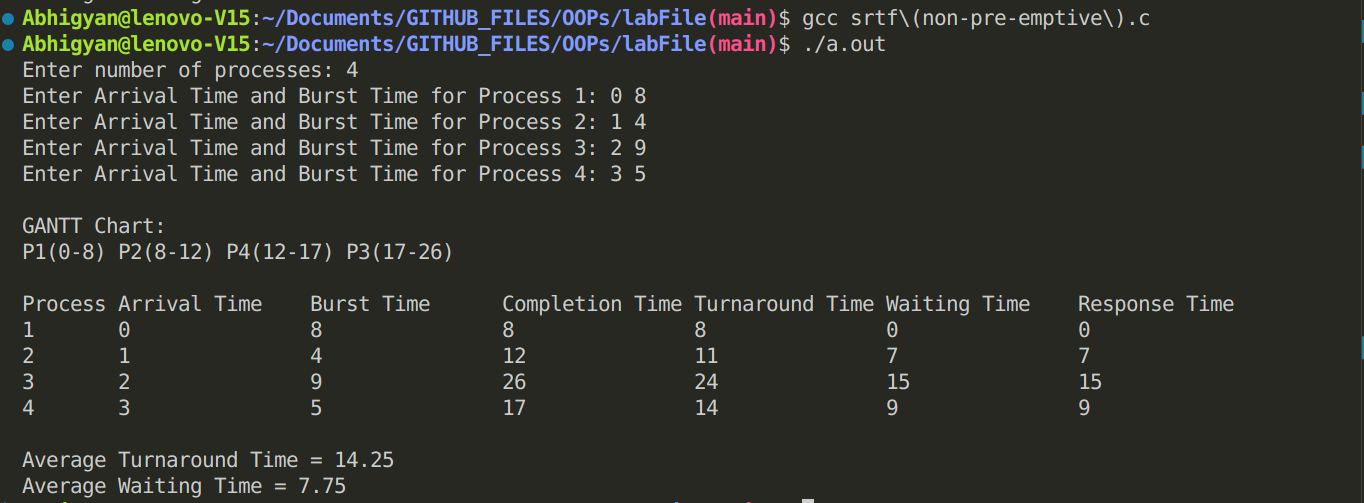 Abhigyan@lenovo-V15:~/Documents/GITHUB_FILES/OOPs/labFile(main)$ gcc srtf\(non-pre-emptive\).c
Abhigyan@lenovo-V15:~/Documents/GITHUB_FILES/OOPs/labFile(main)$ ./a.out
Enter number of processes: 4
Enter Arrival Time and Burst Time for Process 1: 0 8
Enter Arrival Time and Burst Time for Process 2: 1 4
Enter Arrival Time and Burst Time for Process 3: 2 9
Enter Arrival Time and Burst Time for Process 4: 3 5
GANTT Chart:
P1(0-8) P2(8-12) P4(12-17) P3(17-26)
Process Arrival Time    Burst Time      Completion Time Turnaround Time Waiting Time    Response Time
1       0               8               8               8               0               0
2       1               4               12              11              7               7
3       2               9               26              24              15              15
4       3               5               17              14              9               9
Average Turnaround Time = 14.25
Average Waiting Time = 7.75